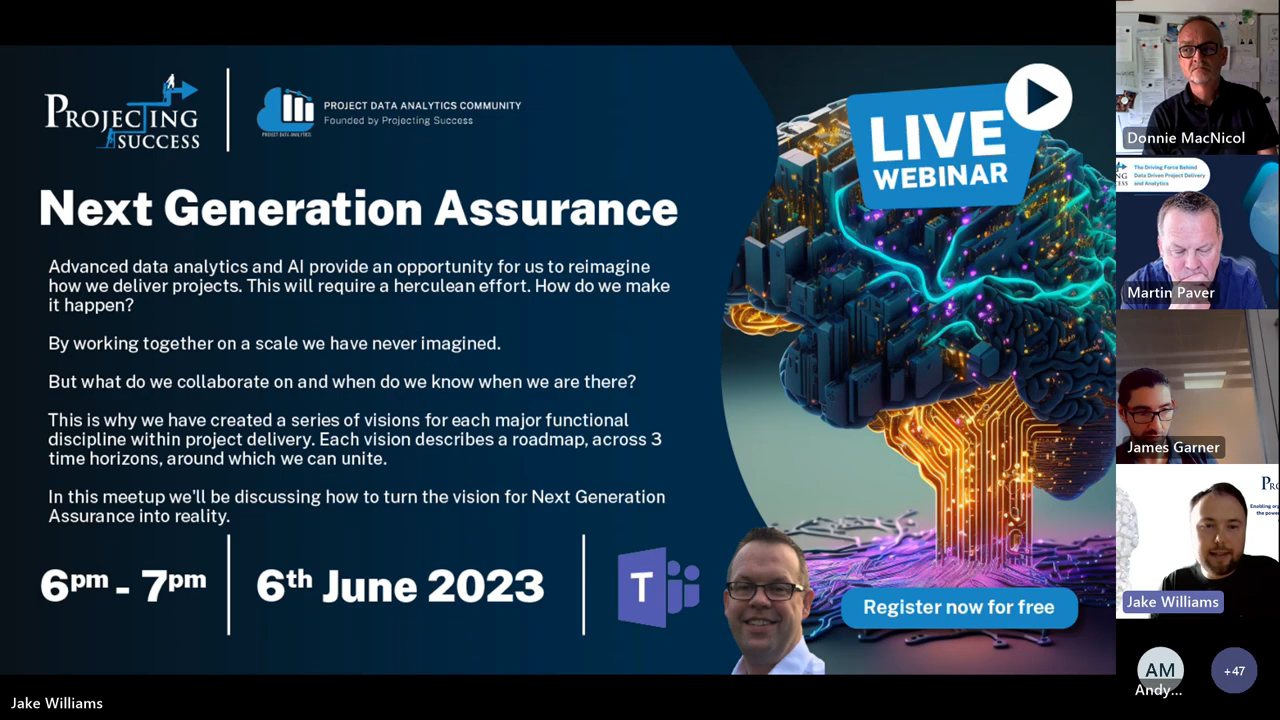 PROJECTING
SUCCESS
PROJECT DATA ANALYTICS
PROJECT DATA ANALYTICS COMMUNITY
Founded by Projecting Success
LIVE
WEBINAR
Next Generation Assurance
Advanced data analytics and AI provide an opportunity for us to reimagine
how we deliver projects. This will require a herculean effort. How do we make
it happen?
By working together on a scale we have never imagined.
But what do we collaborate on and when do we know when we are there?
This is why we have created a series of visions for each major functional
discipline within project delivery. Each vision describes a roadmap, across 3
time horizons, around which we can unite.
In this meetup we'll be discussing how to turn the vision for Next Generation
Assurance into reality.
6pm - 7pm
6th June 2023
T
Register now for free
Jake Williams
Donnie MacNicol
The Driving Force Behind
Data Driven Project Delivery
and Analytics
Martin Paver
James Garner
Jake Williams
AM
Andy...
+47